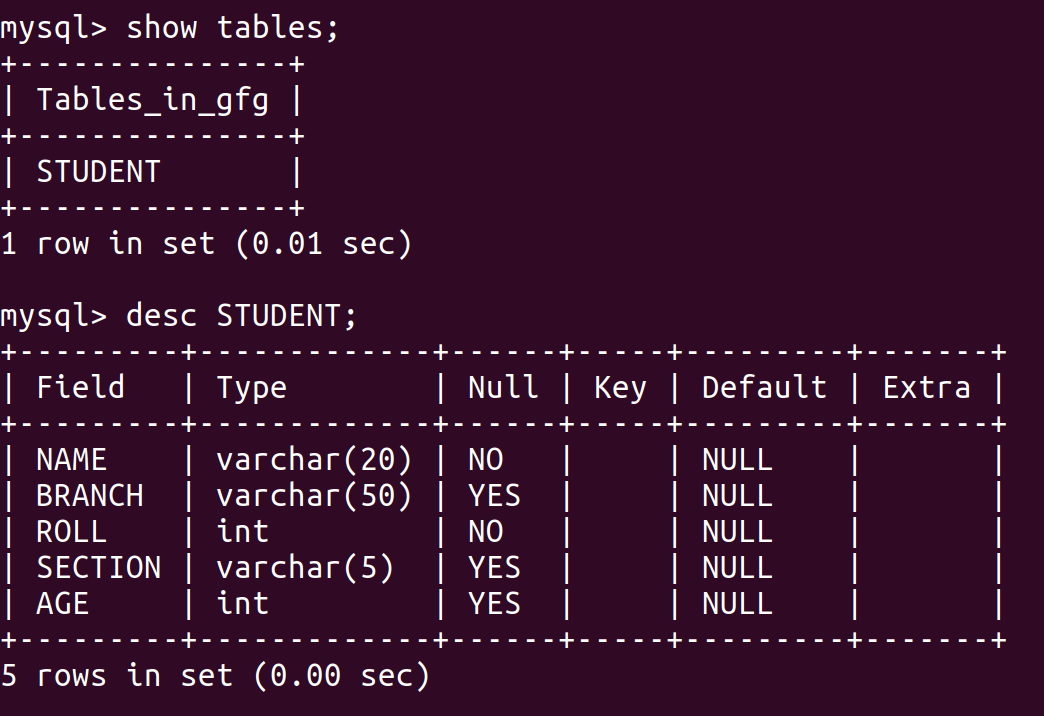 mysql> show tables;
+---------------+
| Tables_in_gfg |
+---------------+
| STUDENT       |
+---------------+
1 row in set (0.01 sec)

mysql> desc STUDENT;
+---------+-------------+------+-----+---------+-------+
| Field   | Type        | Null | Key | Default | Extra |
+---------+-------------+------+-----+---------+-------+
| NAME    | varchar(20) | NO   |     | NULL    |       |
| BRANCH  | varchar(50) | YES  |     | NULL    |       |
| ROLL    | int         | NO   |     | NULL    |       |
| SECTION | varchar(5)  | YES  |     | NULL    |       |
| AGE     | int         | YES  |     | NULL    |       |
+---------+-------------+------+-----+---------+-------+
5 rows in set (0.00 sec)